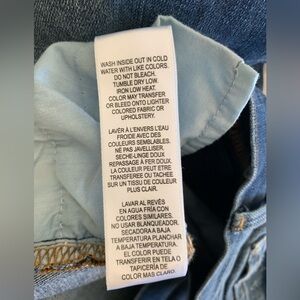 WASH INSIDE OUT IN COLD
WATER WITH LIKE COLORS.
DO NOT BLEACH.
TUMBLE DRY LOW.
IRON LOW HEAT.
COLOR MAY TRANSFER
OR BLEED ONTO LIGHTER
COLORED FABRIC OR
UPHOLSTERY.
LAVER À L'ENVERS L'EAU
FROIDE AVEC DES
COULEURS SEMBLABLES.
NE PAS JAVELLISER.
SECHE-LINGE DOUX.
REPASSAGE À FER DOUX.
LA COULEUR PEUT ETRE
TRANSFEREE OU TACHEE
SUR UN TISSU DE COULEUR
PLUS CLAIR.
LAVAR AL REVÉS
EN AGUA FRÍA CON
COLORES SIMILARES.
NO USAR BLANQUEADOR.
SECADORA A BAJA
TEMPERATURA PLANCHAR
A BAJA TEMPERATURA.
EL COLOR PUEDE
TRANSFERIR EN TELA O
TAPICERÍA DE
COLOR MAS CLARO.